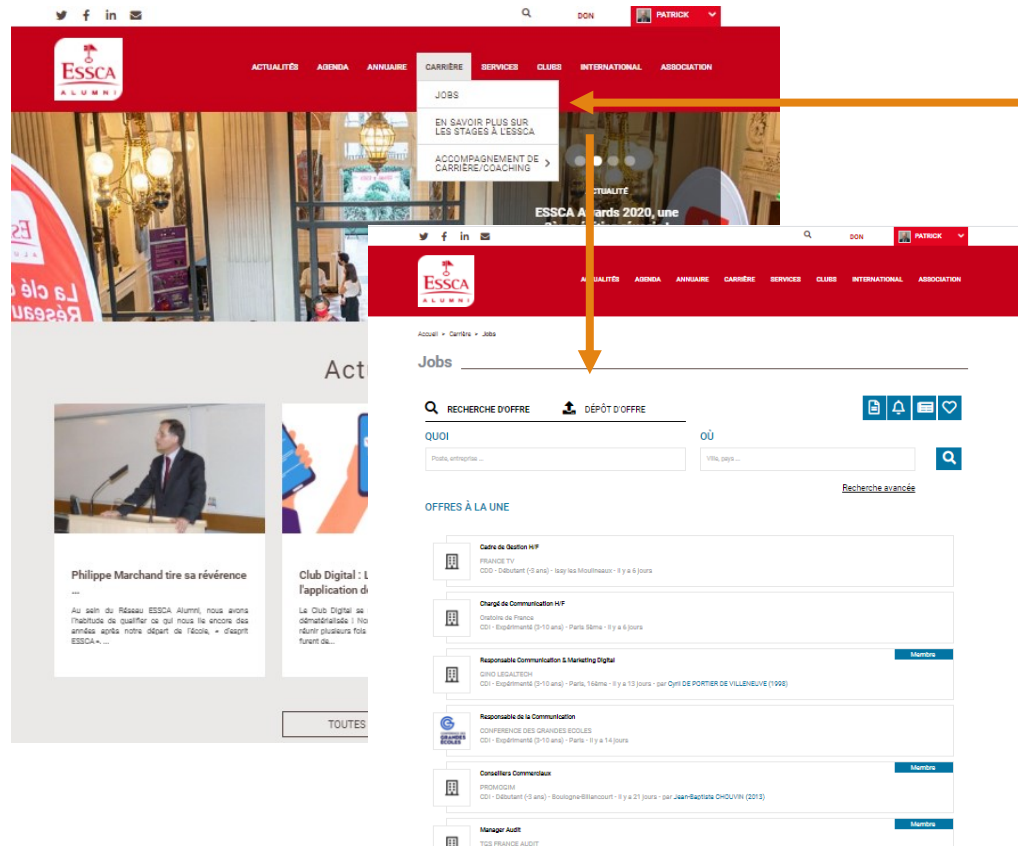 DON
PATRICK
ESSCA
ALUMNI
ACTUALITÉS
AGENDA
ANNUAIRE
CARRIÈRE
SERVICES
CLUBS
INTERNATIONAL
ASSOCIATION
JOBS
EN SAVOIR PLUS SUR
LES STAGES À L'ESSCA
ACCOMPAGNEMENT DE
CARRIÈRE/COACHING
ACTUALITÉ
ESSCA Awards 2020, une
La clé d
Réseau
Act
Philippe Marchand tire sa révérence
...
Au sein du Réseau ESSCA Alumni, nous avons
l'habitude de qualifier ce qui nous lie encore des
années après notre départ de l'école, « d'esprit
ESSCA ». ...
Club Digital : L
l'application d
Le Club Digital se
dématérialisée ! No
réunir plusieurs fois
furent de...
TOUTES
DON
PATRICK
ESSCA
ALUMNI
ACTUALITÉS
AGENDA
ANNUAIRE
CARRIÈRE
SERVICES
CLUBS
INTERNATIONAL
ASSOCIATION
Accueil • Carrière • Jobs
Jobs
RECHERCHE D'OFFRE
DÉPÔT D'OFFRE
QUOI
OÙ
Poste, entreprise ...
Ville, pays ...
Recherche avancée
OFFRES À LA UNE
Cadre de Gestion H/F
FRANCE TV
CDD - Débutant (-3 ans) - Issy les Moulineaux - Il y a 6 jours
Chargé de Communication H/F
Oratoire de France
CDI - Expérimenté (3-10 ans) - Paris 5ème - Il y a 6 jours
Membre
Responsable Communication & Marketing Digital
GINO LEGALTECH
CDI - Expérimenté (3-10 ans) - Paris, 16ème - Il y a 13 jours - par Cyril DE PORTIER DE VILLENEUVE (1998)
Responsable de la Communication
CONFERENCE DES GRANDES ECOLES
CDI - Expérimenté (3-10 ans) - Paris - Il y a 14 jours
GRANDES
ECOLES
Membre
Conseillers Commerciaux
PROMOGIM
CDI - Débutant (-3 ans) - Boulogne-Billancourt - Il y a 21 jours - par Jean-Baptiste CHOUVIN (2013)
Membre
Manager Audit
TGS FRANCE AUDIT